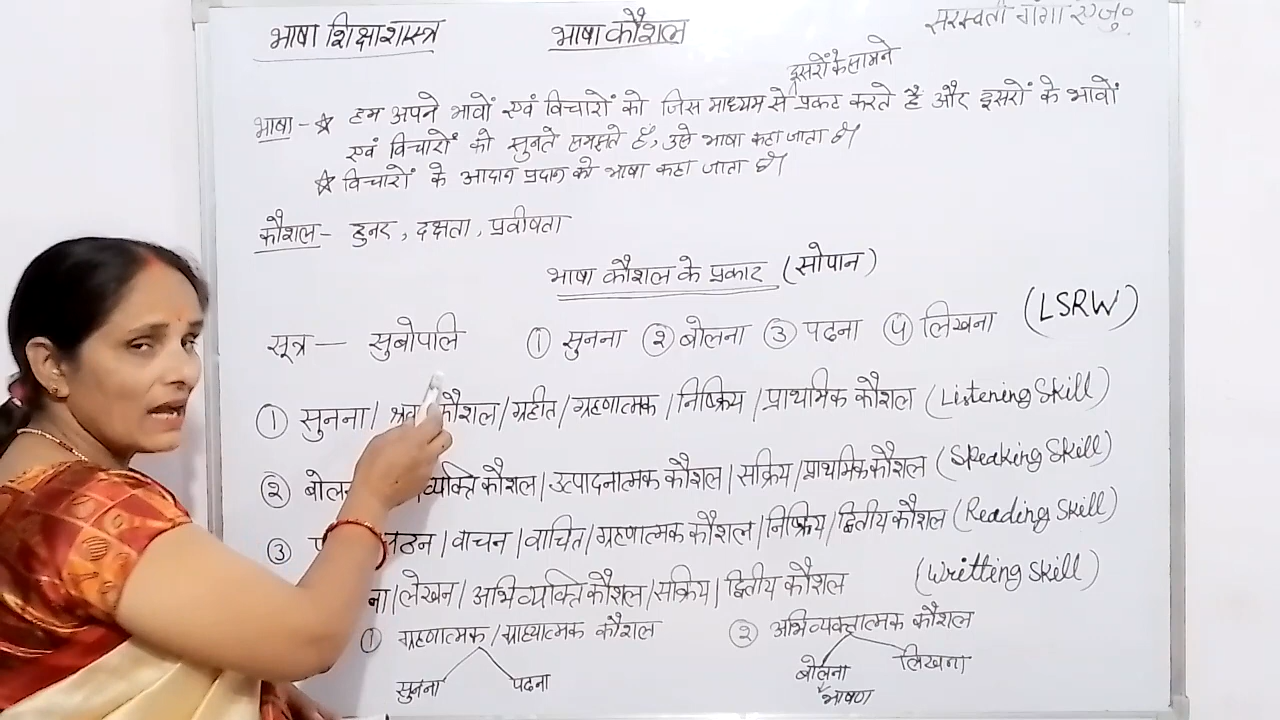 भाषा शिक्षाशास्त्र भाषा कौशल सरस्वती गंगा एजु०
दूसरों के सामने
भाषा - ☆ हम अपने भावों एवं विचारों को जिस माध्यम से प्रकट करते है और दूसरों के भावों
एवं विचारों को सुनते समझते है, उसे भाषा कहा जाता है।
☆ विचारों के आदान प्रदान को भाषा कहा जाता है।
कौशल - हुनर, दक्षता, प्रवीणता
भाषा कौशल के प्रकार (सोपान)
सूत्र — सुबोपलि ① सुनना ② बोलना ③ पढना ④ लिखना (LSRW)
① सुनना / कौशल / ग्रहीत / ग्रहणात्मक / निष्क्रिय / प्राथमिक कौशल (Listening Skill)
② कौशल / उत्पादनात्मक कौशल / सक्रिय / प्राथमिक कौशल (Speaking Skill)
③ / वाचन / वाचित / ग्रहणात्मक कौशल / निष्क्रिय / द्वितीय कौशल (Reading Skill)
ना / लेखन / अभिव्यक्ति कौशल / सक्रिय / द्वितीय कौशल (Writting Skill)
① ग्रहणात्मक / ग्राह्यात्मक कौशल ② अभिव्यक्तात्मक कौशल
सुनना पढना बोलना लिखना
भाषण